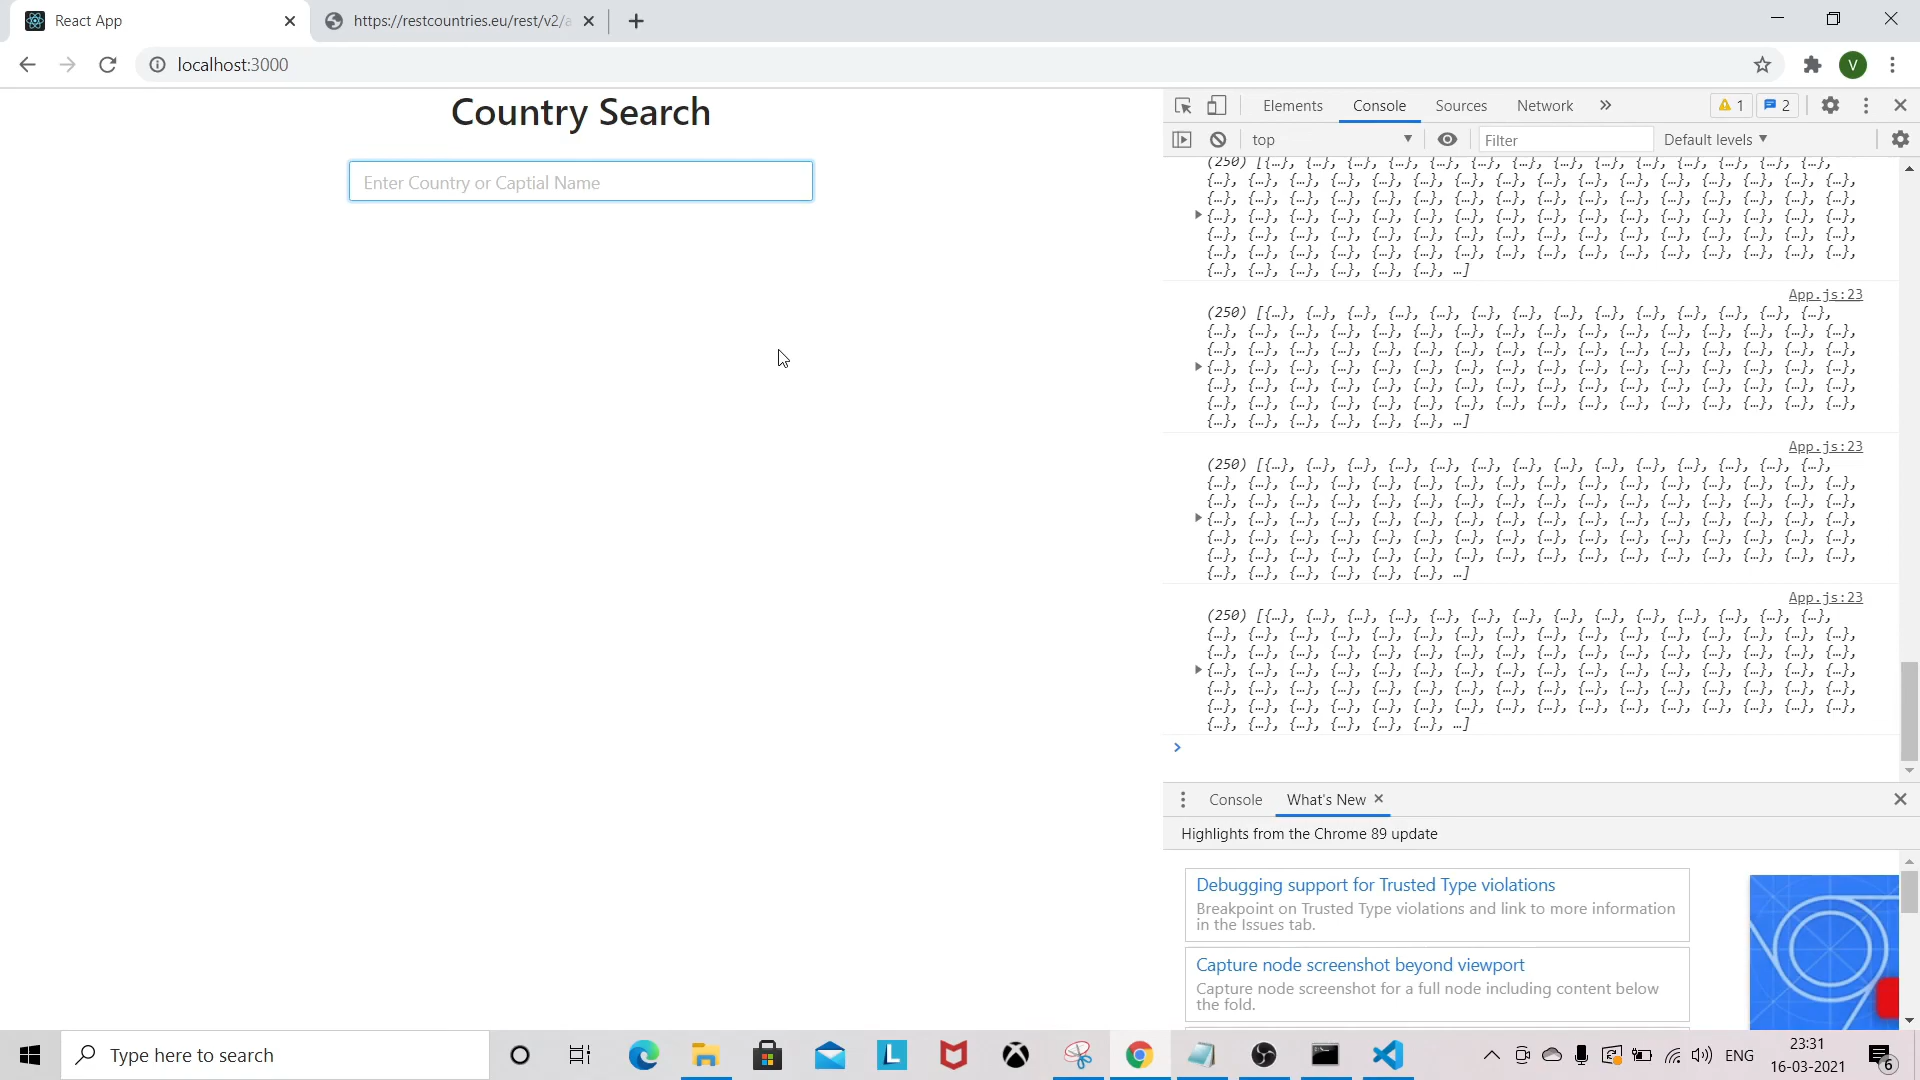 React App
https://restcountries.eu/rest/v2/a
localhost:3000
V
Country Search
Enter Country or Captial Name
Elements Console Sources Network » 1 2
top Filter Default levels
(250) [{…}, {…}, {…}, {…}, {…}, {…}, {…}, {…}, {…}, {…}, {…}, {…}, {…}, {…},
{…}, {…}, {…}, {…}, {…}, {…}, {…}, {…}, {…}, {…}, {…}, {…}, {…}, {…}, {…}, {…},
{…}, {…}, {…}, {…}, {…}, {…}, {…}, {…}, {…}, {…}, {…}, {…}, {…}, {…}, {…}, {…},
{…}, {…}, {…}, {…}, {…}, {…}, {…}, {…}, {…}, {…}, {…}, {…}, {…}, {…}, {…}, {…},
{…}, {…}, {…}, {…}, {…}, {…}, {…}, {…}, {…}, {…}, {…}, {…}, {…}, {…}, {…}, {…},
{…}, {…}, {…}, {…}, {…}, {…}, {…}, {…}, {…}, {…}, {…}, {…}, {…}, {…}, {…}, {…},
{…}, {…}, {…}, {…}, {…}, {…}, …]
App.js:23
(250) [{…}, {…}, {…}, {…}, {…}, {…}, {…}, {…}, {…}, {…}, {…}, {…}, {…}, {…},
{…}, {…}, {…}, {…}, {…}, {…}, {…}, {…}, {…}, {…}, {…}, {…}, {…}, {…}, {…}, {…},
{…}, {…}, {…}, {…}, {…}, {…}, {…}, {…}, {…}, {…}, {…}, {…}, {…}, {…}, {…}, {…},
{…}, {…}, {…}, {…}, {…}, {…}, {…}, {…}, {…}, {…}, {…}, {…}, {…}, {…}, {…}, {…},
{…}, {…}, {…}, {…}, {…}, {…}, {…}, {…}, {…}, {…}, {…}, {…}, {…}, {…}, {…}, {…},
{…}, {…}, {…}, {…}, {…}, {…}, {…}, {…}, {…}, {…}, {…}, {…}, {…}, {…}, {…}, {…},
{…}, {…}, {…}, {…}, {…}, {…}, …]
App.js:23
(250) [{…}, {…}, {…}, {…}, {…}, {…}, {…}, {…}, {…}, {…}, {…}, {…}, {…}, {…},
{…}, {…}, {…}, {…}, {…}, {…}, {…}, {…}, {…}, {…}, {…}, {…}, {…}, {…}, {…}, {…},
{…}, {…}, {…}, {…}, {…}, {…}, {…}, {…}, {…}, {…}, {…}, {…}, {…}, {…}, {…}, {…},
{…}, {…}, {…}, {…}, {…}, {…}, {…}, {…}, {…}, {…}, {…}, {…}, {…}, {…}, {…}, {…},
{…}, {…}, {…}, {…}, {…}, {…}, {…}, {…}, {…}, {…}, {…}, {…}, {…}, {…}, {…}, {…},
{…}, {…}, {…}, {…}, {…}, {…}, {…}, {…}, {…}, {…}, {…}, {…}, {…}, {…}, {…}, {…},
{…}, {…}, {…}, {…}, {…}, {…}, …]
App.js:23
(250) [{…}, {…}, {…}, {…}, {…}, {…}, {…}, {…}, {…}, {…}, {…}, {…}, {…}, {…},
{…}, {…}, {…}, {…}, {…}, {…}, {…}, {…}, {…}, {…}, {…}, {…}, {…}, {…}, {…}, {…},
{…}, {…}, {…}, {…}, {…}, {…}, {…}, {…}, {…}, {…}, {…}, {…}, {…}, {…}, {…}, {…},
{…}, {…}, {…}, {…}, {…}, {…}, {…}, {…}, {…}, {…}, {…}, {…}, {…}, {…}, {…}, {…},
{…}, {…}, {…}, {…}, {…}, {…}, {…}, {…}, {…}, {…}, {…}, {…}, {…}, {…}, {…}, {…},
{…}, {…}, {…}, {…}, {…}, {…}, {…}, {…}, {…}, {…}, {…}, {…}, {…}, {…}, {…}, {…},
{…}, {…}, {…}, {…}, {…}, {…}, …]
Console What's New
Highlights from the Chrome 89 update
Debugging support for Trusted Type violations
Breakpoint on Trusted Type violations and link to more information
in the Issues tab.
Capture node screenshot beyond viewport
Capture node screenshot for a full node including content below
the fold.
Type here to search
L
ENG
23:31
16-03-2021
6